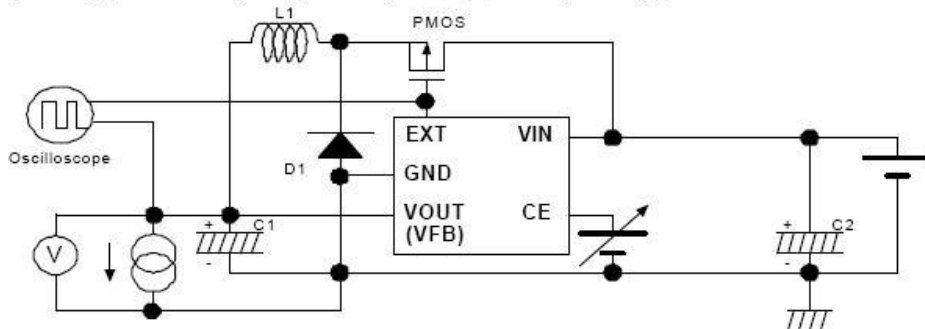 L1
PMOS
Oscilloscope
EXT VIN
D1
GND
VOUT CE
(VFB)
+ C1
-
V
+ C2
-